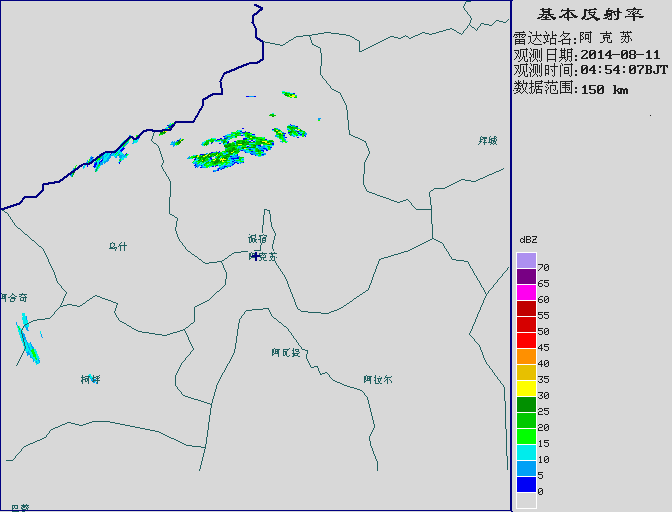 基本反射率
雷达站名:阿 克 苏
观测日期:2014-08-11
观测时间:04:54:07BJT
数据范围:150 km
拜城
乌什
温宿
阿克苏
阿合奇
阿瓦提
柯坪
阿拉尔
巴楚
dBZ
70
65
60
55
50
45
40
35
30
25
20
15
10
5
0